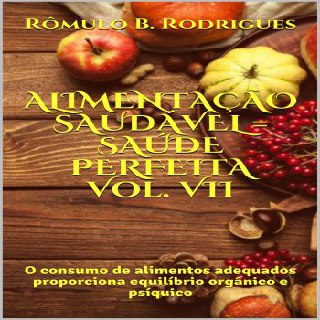 RÔMULO B. RODRIGUES
ALIMENTAÇÃO
SAUDÁVEL =
SAÚDE
PERFEITA
VOL. VII
O consumo de alimentos adequados
proporciona equilíbrio orgânico e
psíquico